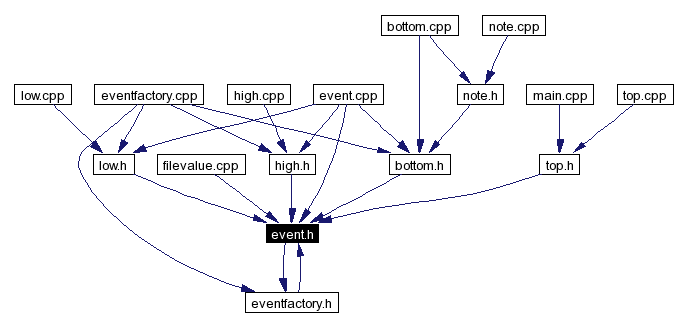 bottom.cpp note.cpp
low.cpp eventfactory.cpp high.cpp event.cpp note.h main.cpp top.cpp
low.h filevalue.cpp high.h bottom.h top.h
event.h
eventfactory.h